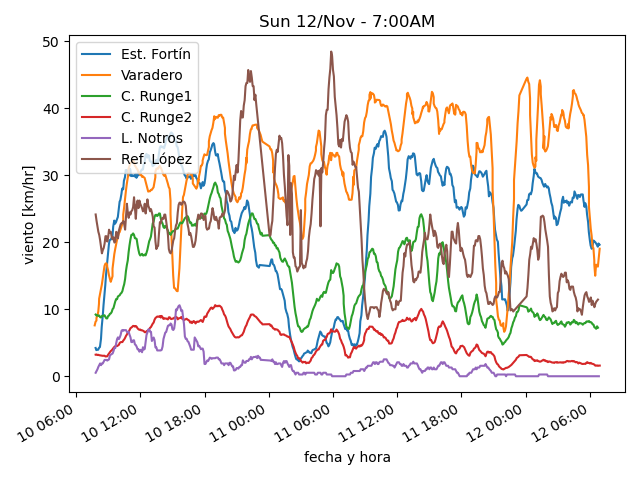 Sun 12/Nov - 7:00AM
50
40
30
20
10
0
viento [km/hr]
Est. Fortín
Varadero
C. Runge1
C. Runge2
L. Notros
Ref. López
10 06:00
10 12:00
10 18:00
11 00:00
11 06:00
11 12:00
11 18:00
12 00:00
12 06:00
fecha y hora